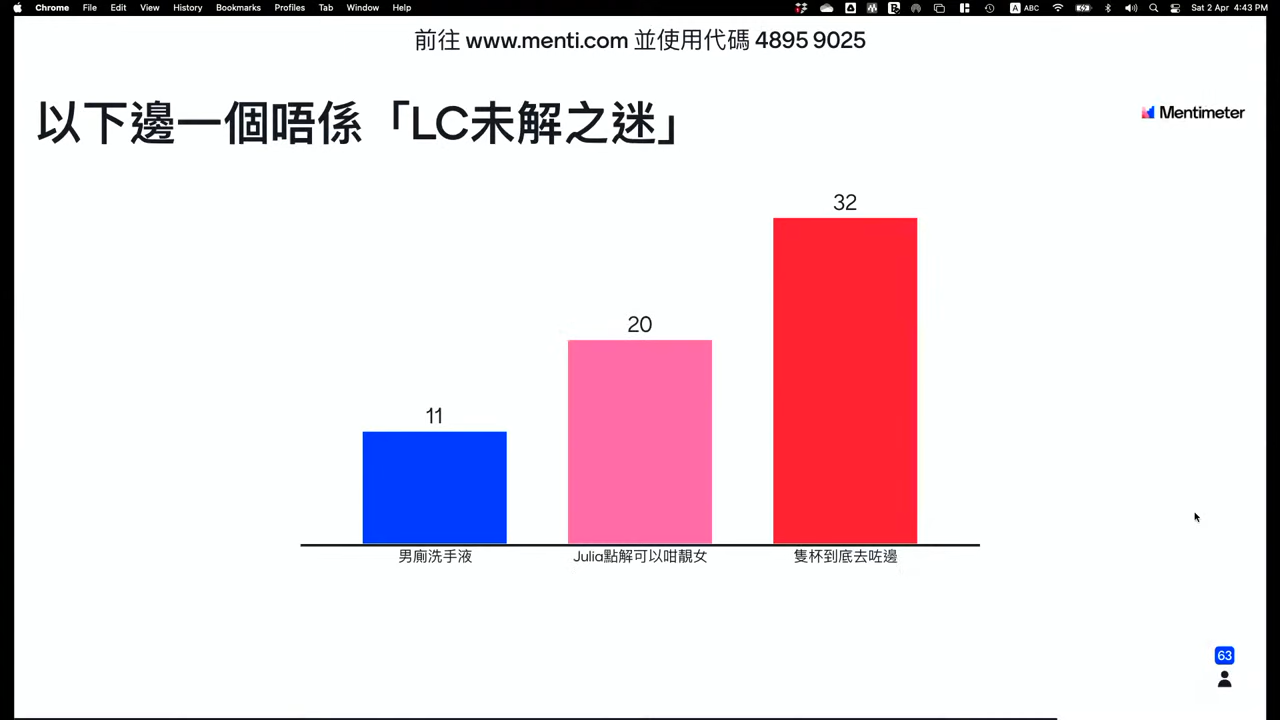 Chrome File Edit View History Bookmarks Profiles Tab Window Help A ABC Sat 2 Apr 4:43 PM
前往 www.menti.com 並使用代碼 4895 9025
以下邊一個唔係「LC未解之迷」
Mentimeter
32
20
11
男廁洗手液 Julia點解可以咁靚女 隻杯到底去咗邊
63